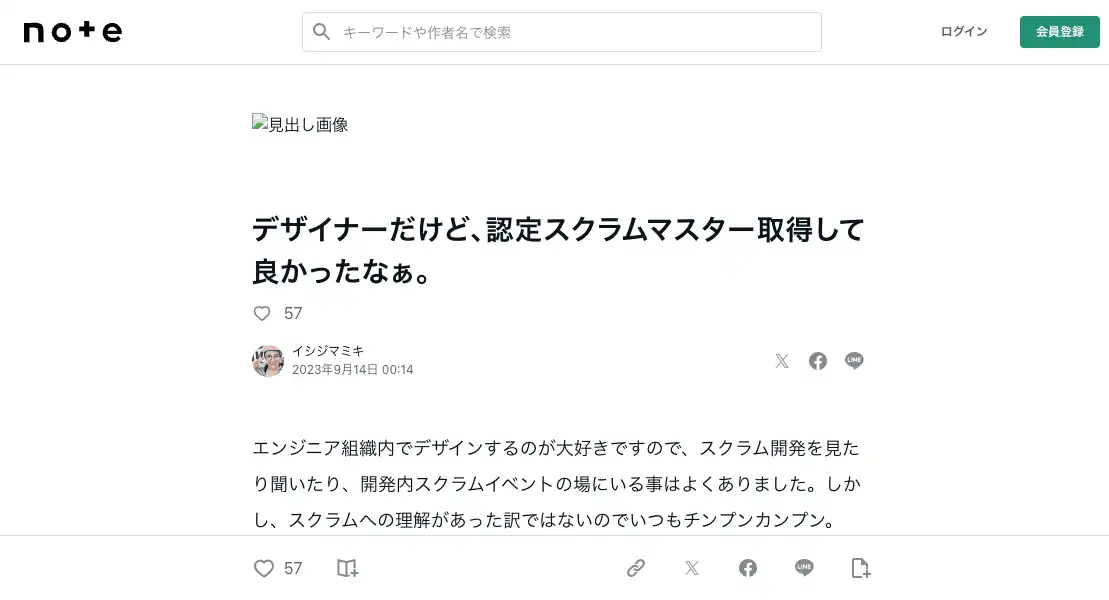 note
キーワードや作者名で検索
ログイン
会員登録
見出し画像
デザイナーだけど、認定スクラムマスター取得して
良かったなぁ。
57
イシジマミキ
2023年9月14日 00:14
LINE
エンジニア組織内でデザインするのが大好きですので、スクラム開発を見た
り聞いたり、開発内スクラムイベントの場にいる事はよくありました。しか
し、スクラムへの理解があった訳ではないのでいつもチンプンカンプン。
57
LINE